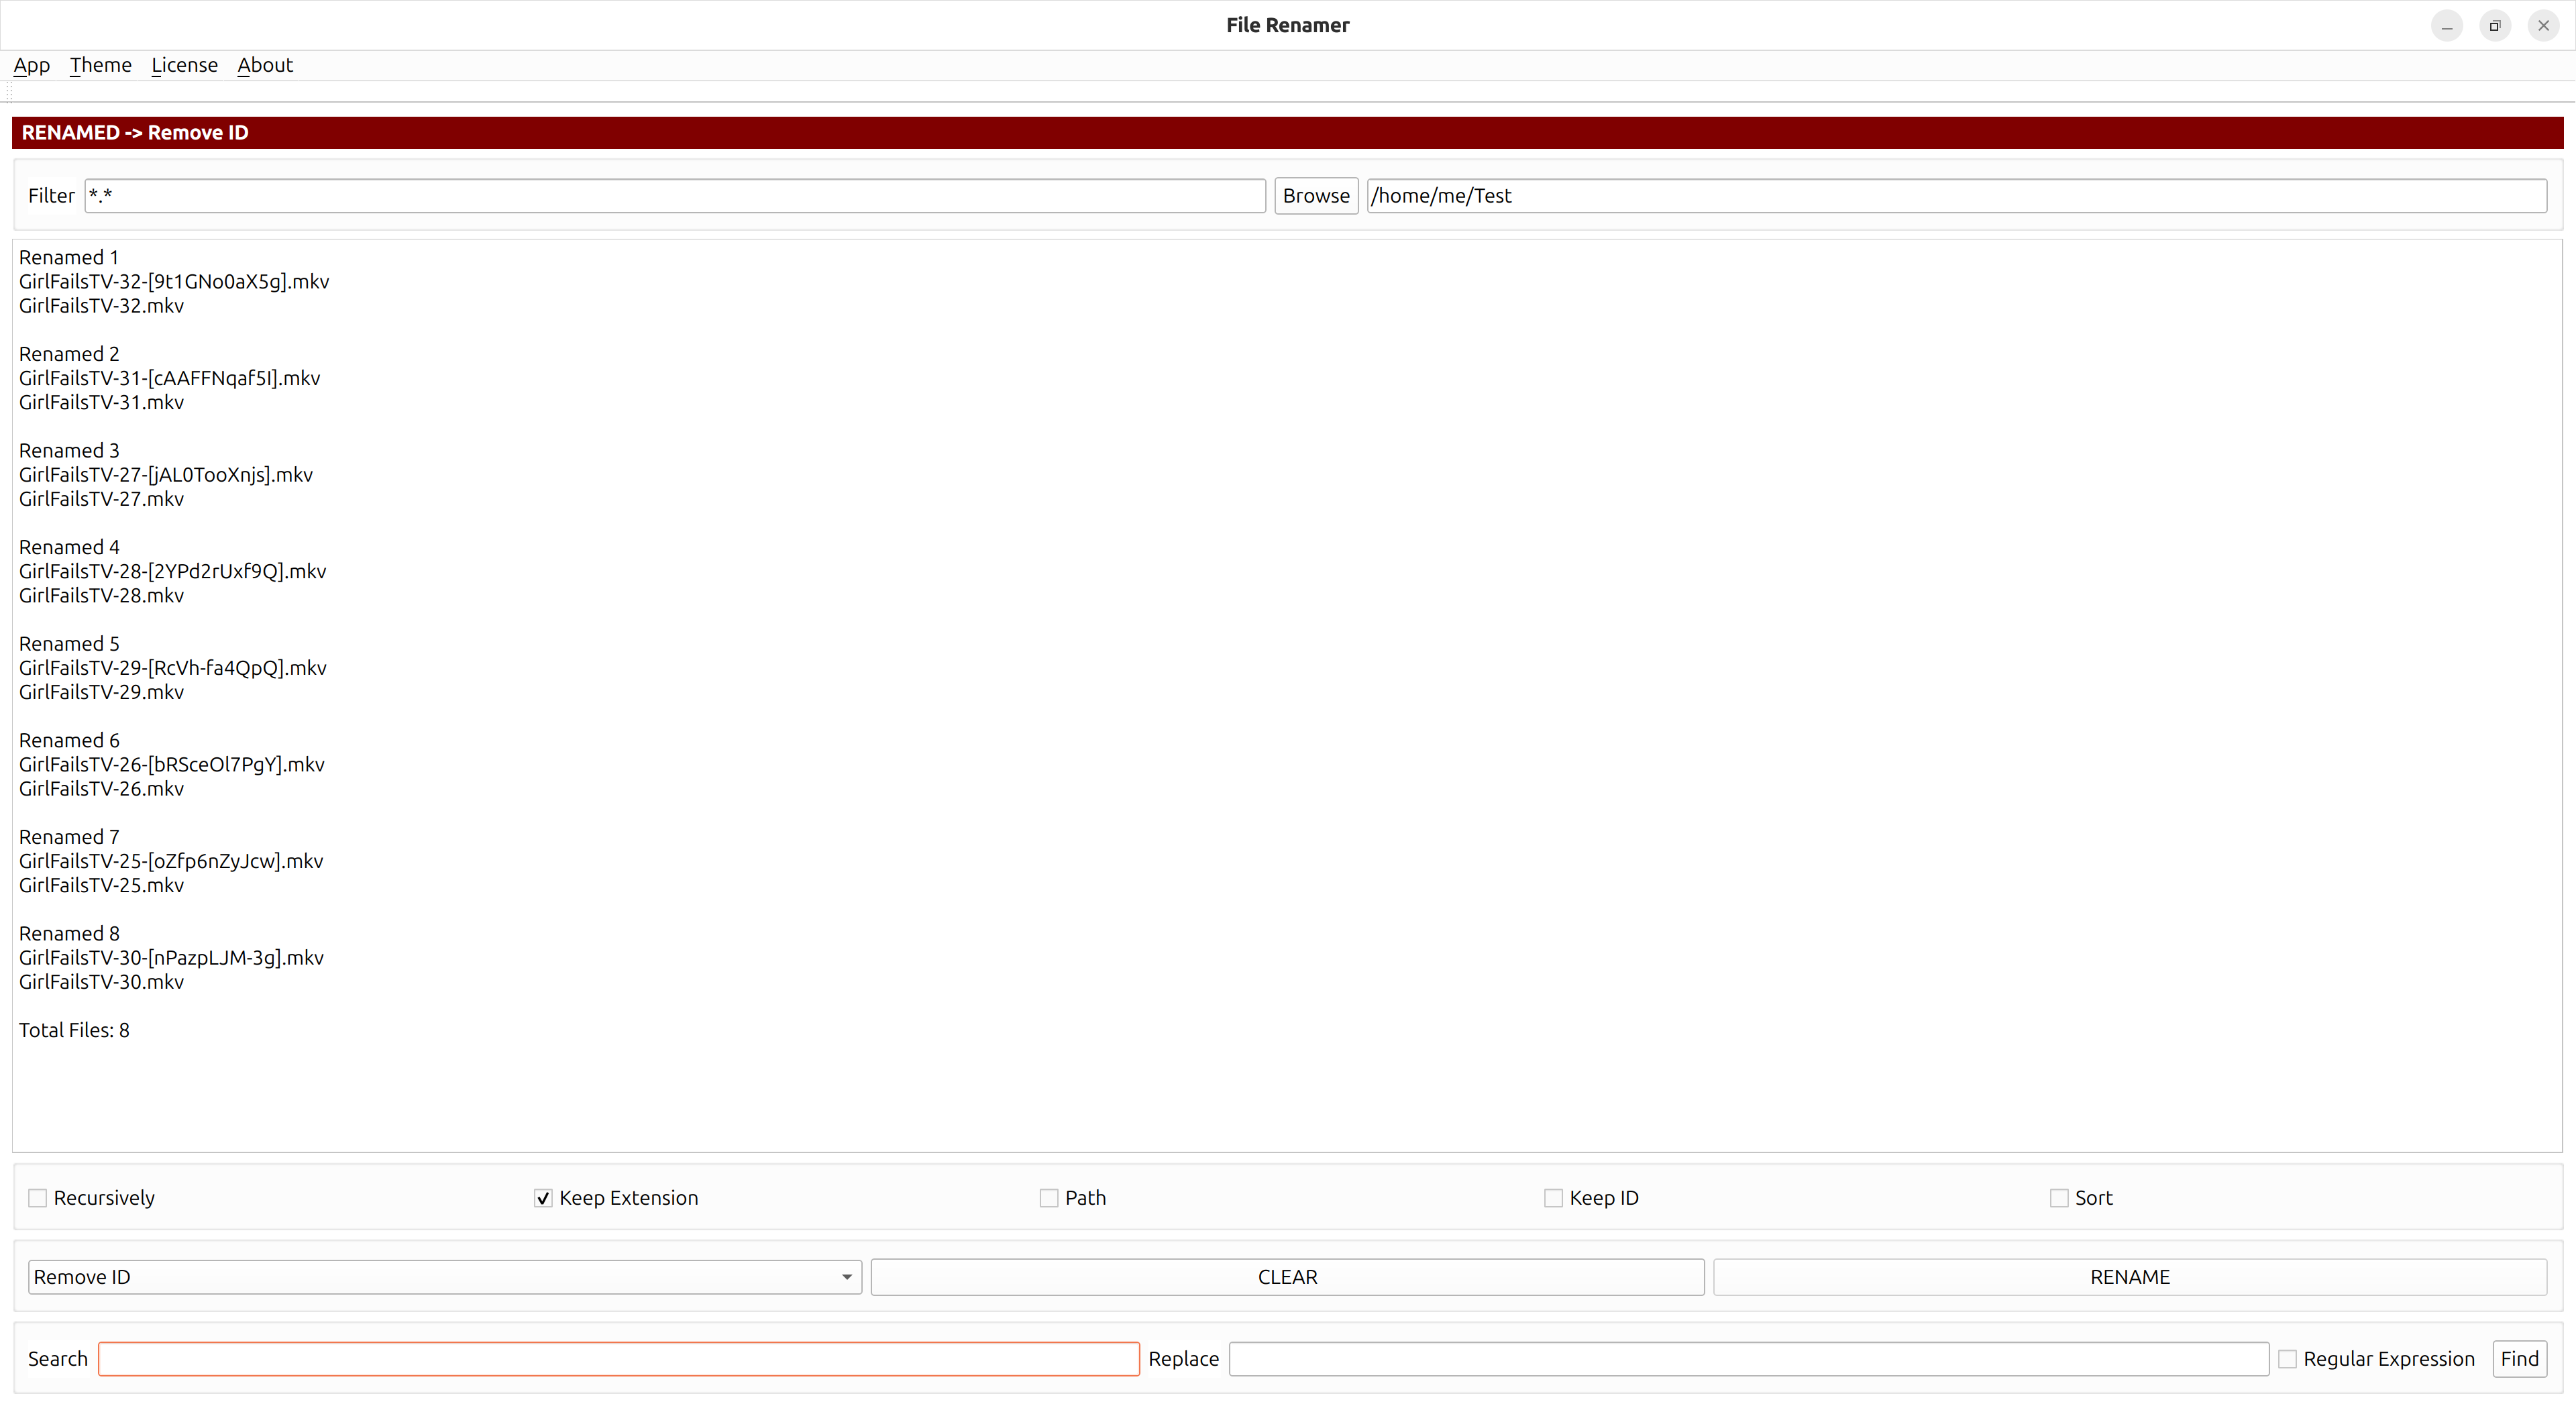 File Renamer
App Theme License About
RENAMED -> Remove ID
Filter *.* Browse /home/me/Test
Renamed 1
GirlFailsTV-32-[9t1GNo0aX5g].mkv
GirlFailsTV-32.mkv
Renamed 2
GirlFailsTV-31-[cAAFFNqaf5I].mkv
GirlFailsTV-31.mkv
Renamed 3
GirlFailsTV-27-[jAL0TooXnjs].mkv
GirlFailsTV-27.mkv
Renamed 4
GirlFailsTV-28-[2YPd2rUxf9Q].mkv
GirlFailsTV-28.mkv
Renamed 5
GirlFailsTV-29-[RcVh-fa4QpQ].mkv
GirlFailsTV-29.mkv
Renamed 6
GirlFailsTV-26-[bRSceOl7PgY].mkv
GirlFailsTV-26.mkv
Renamed 7
GirlFailsTV-25-[oZfp6nZyJcw].mkv
GirlFailsTV-25.mkv
Renamed 8
GirlFailsTV-30-[nPazpLJM-3g].mkv
GirlFailsTV-30.mkv
Total Files: 8
Recursively Keep Extension Path Keep ID Sort
Remove ID CLEAR RENAME
Search Replace Regular Expression Find